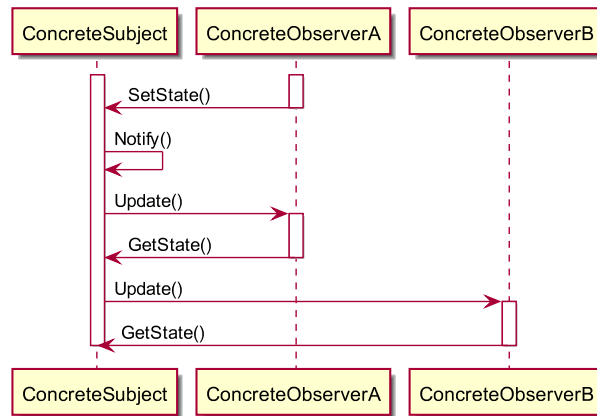 ConcreteSubject ConcreteObserverA ConcreteObserverB
SetState()
Notify()
Update()
GetState()
Update()
GetState()
ConcreteSubject ConcreteObserverA ConcreteObserverB